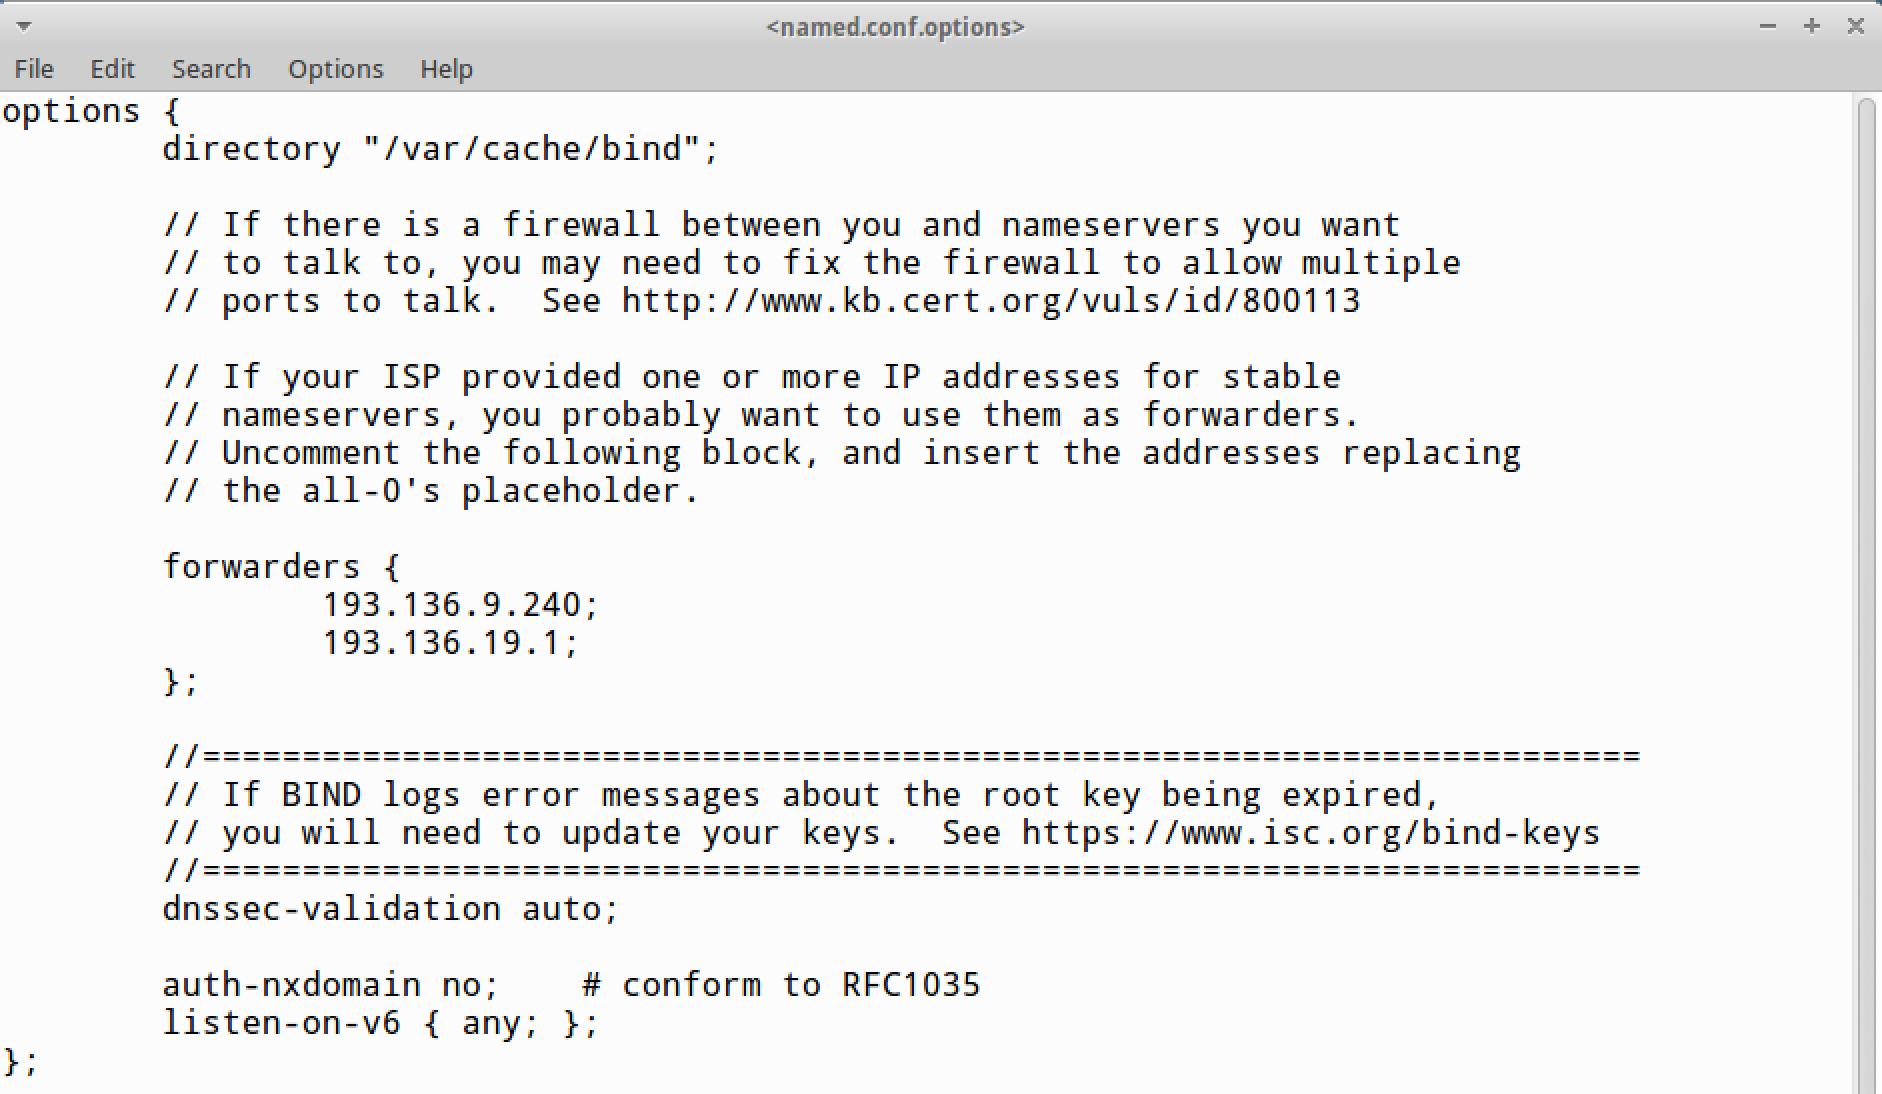 <named.conf.options>
File Edit Search Options Help
options {
        directory "/var/cache/bind";

        // If there is a firewall between you and nameservers you want
        // to talk to, you may need to fix the firewall to allow multiple
        // ports to talk.  See http://www.kb.cert.org/vuls/id/800113

        // If your ISP provided one or more IP addresses for stable
        // nameservers, you probably want to use them as forwarders.
        // Uncomment the following block, and insert the addresses replacing
        // the all-0's placeholder.

        forwarders {
                193.136.9.240;
                193.136.19.1;
        };

        //========================================================================
        // If BIND logs error messages about the root key being expired,
        // you will need to update your keys.  See https://www.isc.org/bind-keys
        //========================================================================
        dnssec-validation auto;

        auth-nxdomain no;    # conform to RFC1035
        listen-on-v6 { any; };
};